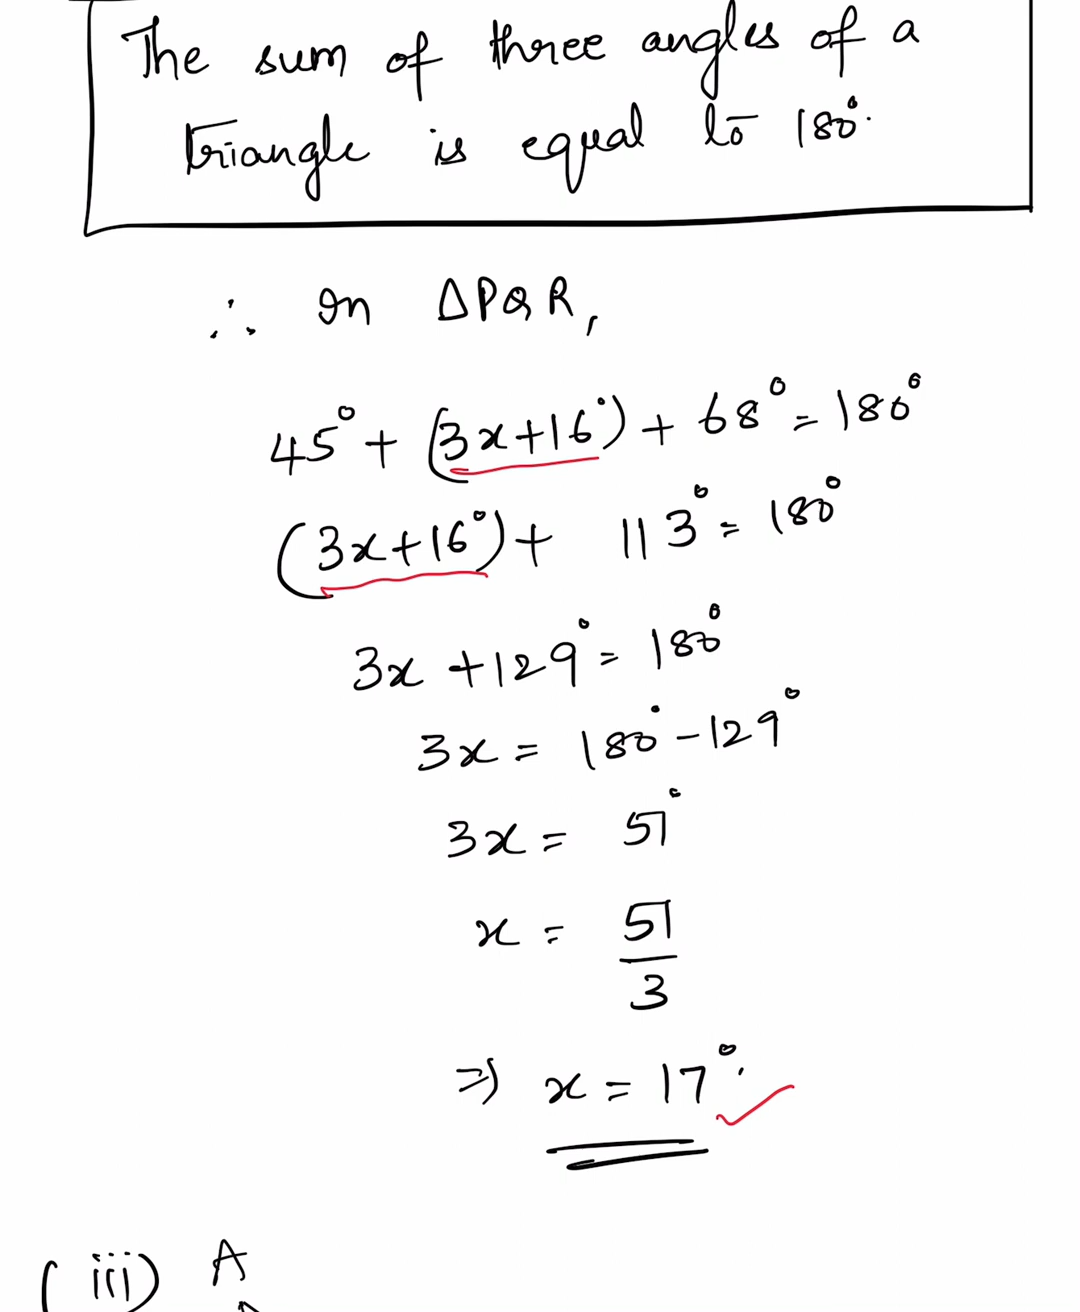 The sum of three angles of a
triangle is equal to 180°.
∴ In ΔPQR,
45° + (3x+16°) + 68° = 180°
(3x+16°) + 113° = 180°
3x + 129° = 180°
3x = 180° - 129°
3x = 51°
x = 51/3
⇒ x = 17°.
(iii) A